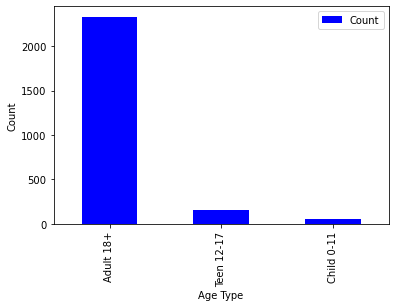 Count
2000
1500
1000
500
0
Count
Adult 18+
Teen 12-17
Child 0-11
Age Type